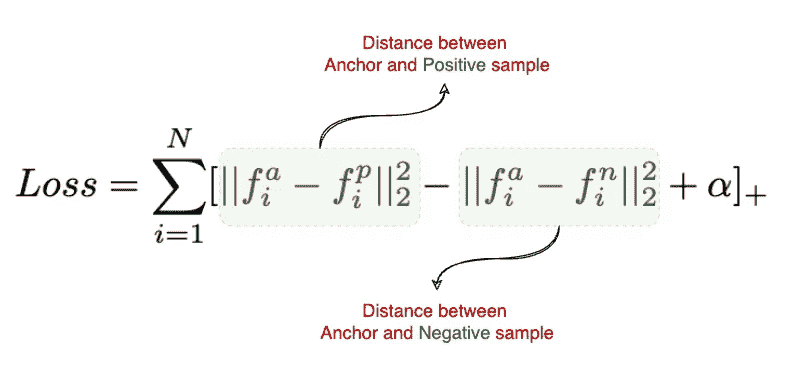 Distance between
Anchor and Positive sample
Loss = \sum_{i=1}^{N} [||f_i^a - f_i^p||_2^2 - ||f_i^a - f_i^n||_2^2 + α]_+
Distance between
Anchor and Negative sample